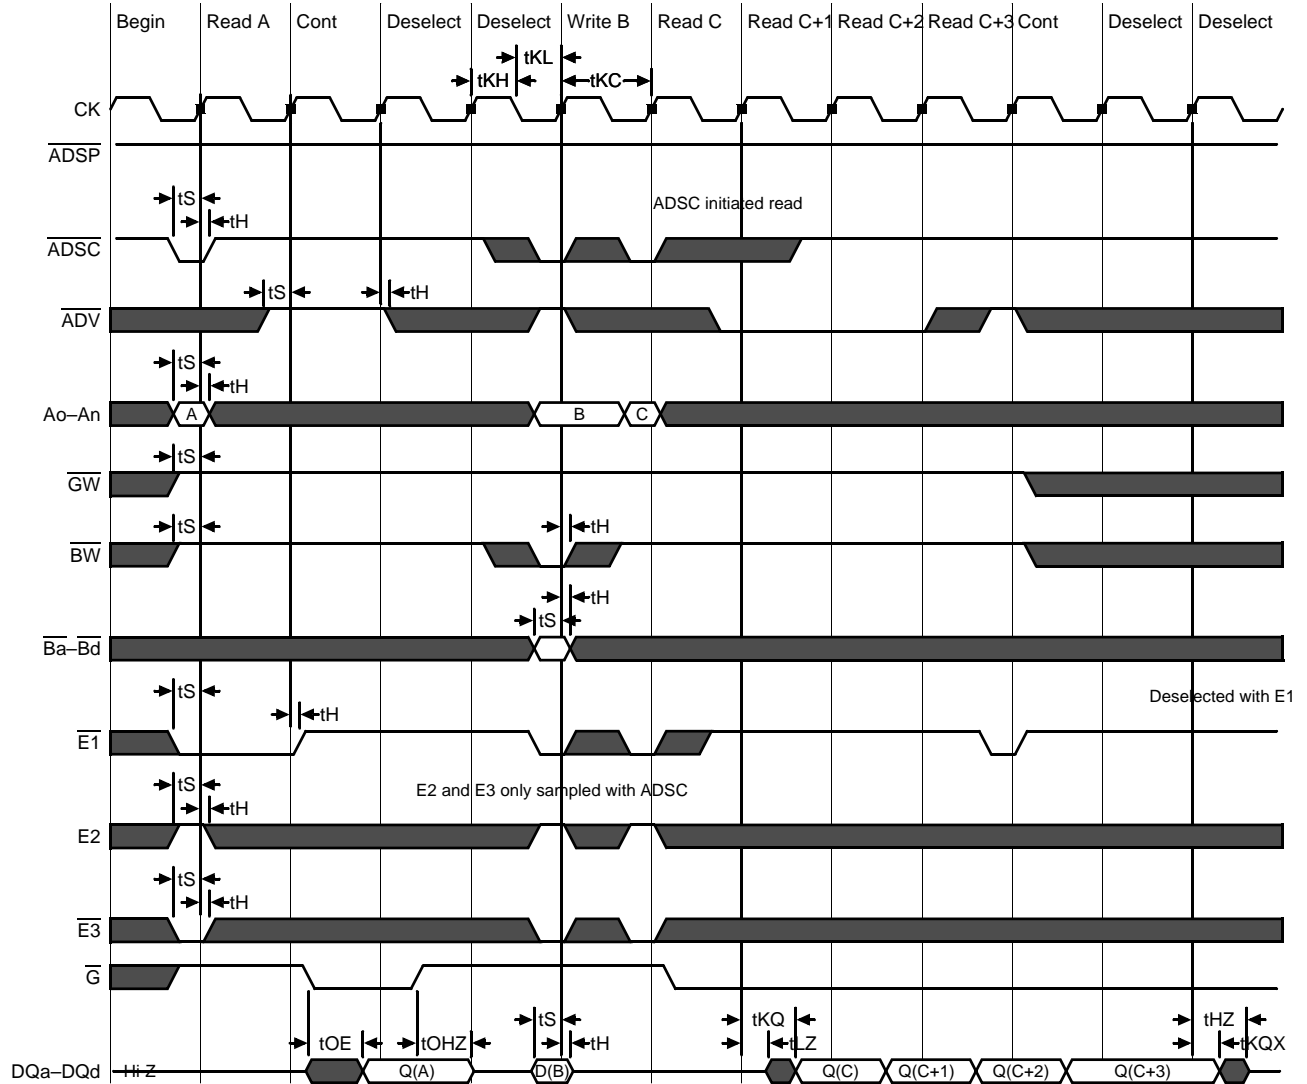 Begin Read A Cont Deselect Deselect Write B Read C Read C+1 Read C+2 Read C+3 Cont Deselect Deselect
tKL
tKH tKC
CK
ADSP
tS
ADSC initiated read
tH
ADSC
tS tH
ADV
tS
tH
Ao–An A B C
tS
GW
tS tH
BW
tH
tS
Ba–Bd
tS
Deselected with E1
tH
E1
tS
E2 and E3 only sampled with ADSC
tH
E2
tS
tH
E3
G
tS tKQ tHZ
tOE tOHZ tH tLZ tKQX
DQa–DQd Hi-Z Q(A) D(B) Q(C) Q(C+1) Q(C+2) Q(C+3)